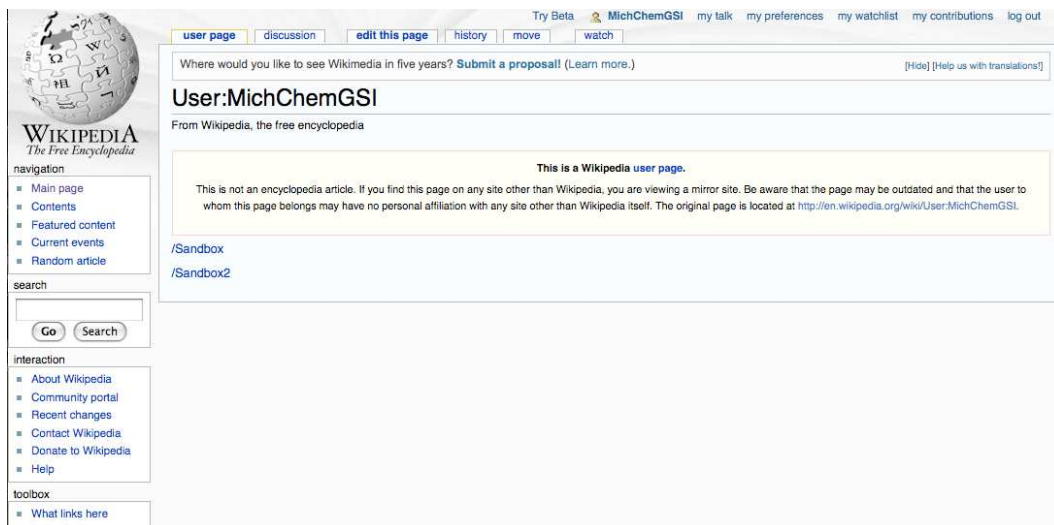 Try Beta MichChemGSI my talk my preferences my watchlist my contributions log out
user page discussion edit this page history move watch
Where would you like to see Wikimedia in five years? Submit a proposal! (Learn more.) [Hide] [Help us with translations!]
User:MichChemGSI
From Wikipedia, the free encyclopedia
This is a Wikipedia user page.
This is not an encyclopedia article. If you find this page on any site other than Wikipedia, you are viewing a mirror site. Be aware that the page may be outdated and that the user to
whom this page belongs may have no personal affiliation with any site other than Wikipedia itself. The original page is located at http://en.wikipedia.org/wiki/User:MichChemGSI.
/Sandbox
/Sandbox2
Ω
W
И
祖
WIKIPEDIA
The Free Encyclopedia
navigation
Main page
Contents
Featured content
Current events
Random article
search
Go Search
interaction
About Wikipedia
Community portal
Recent changes
Contact Wikipedia
Donate to Wikipedia
Help
toolbox
What links here